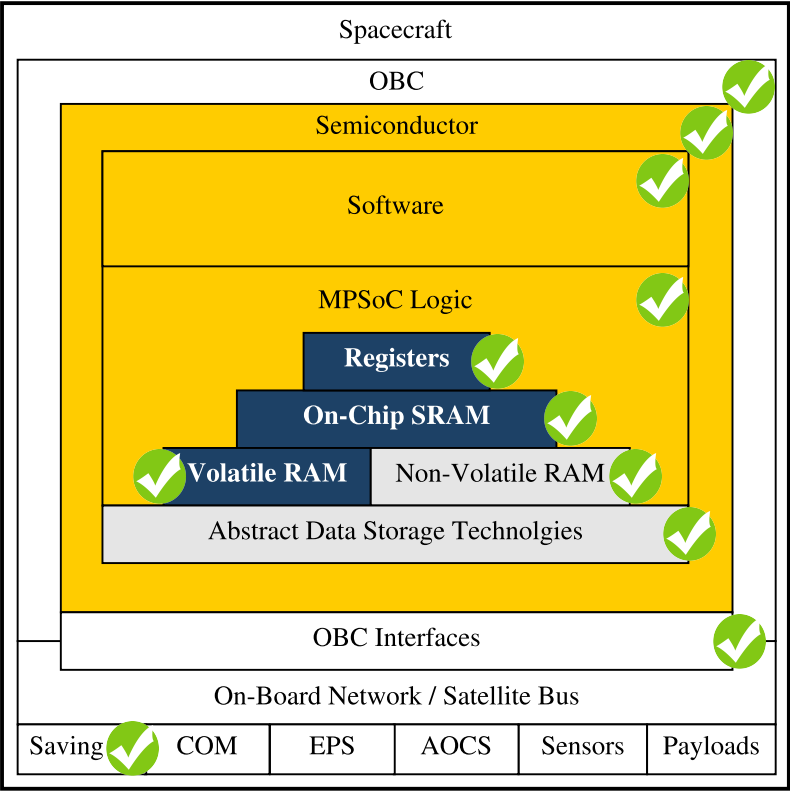 Spacecraft
OBC
Semiconductor
Software
MPSoC Logic
Registers
On-Chip SRAM
Volatile RAM
Non-Volatile RAM
Abstract Data Storage Technolgies
OBC Interfaces
On-Board Network / Satellite Bus
Saving
COM
EPS
AOCS
Sensors
Payloads